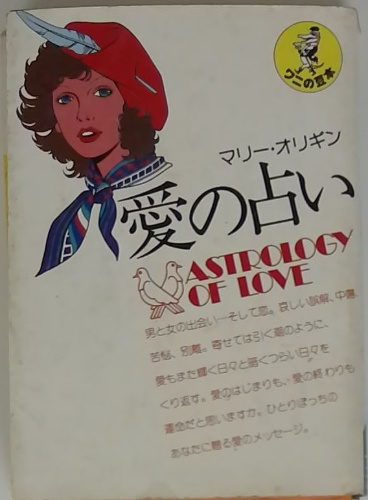 ワニの豆本
マリー・オリギン
愛の占い
ASTROLOGY
OF LOVE
男と女の出会い―そして恋。哀しい誤解、中傷、
苦悩、別離。寄せては引く潮のように、
愛もまた輝く日々と暗くつらい日々を
くり返す。愛のはじまりも、愛の終わりも
運命だと思いますか。ひとりぼっちの
あなたに贈る愛のメッセージ。